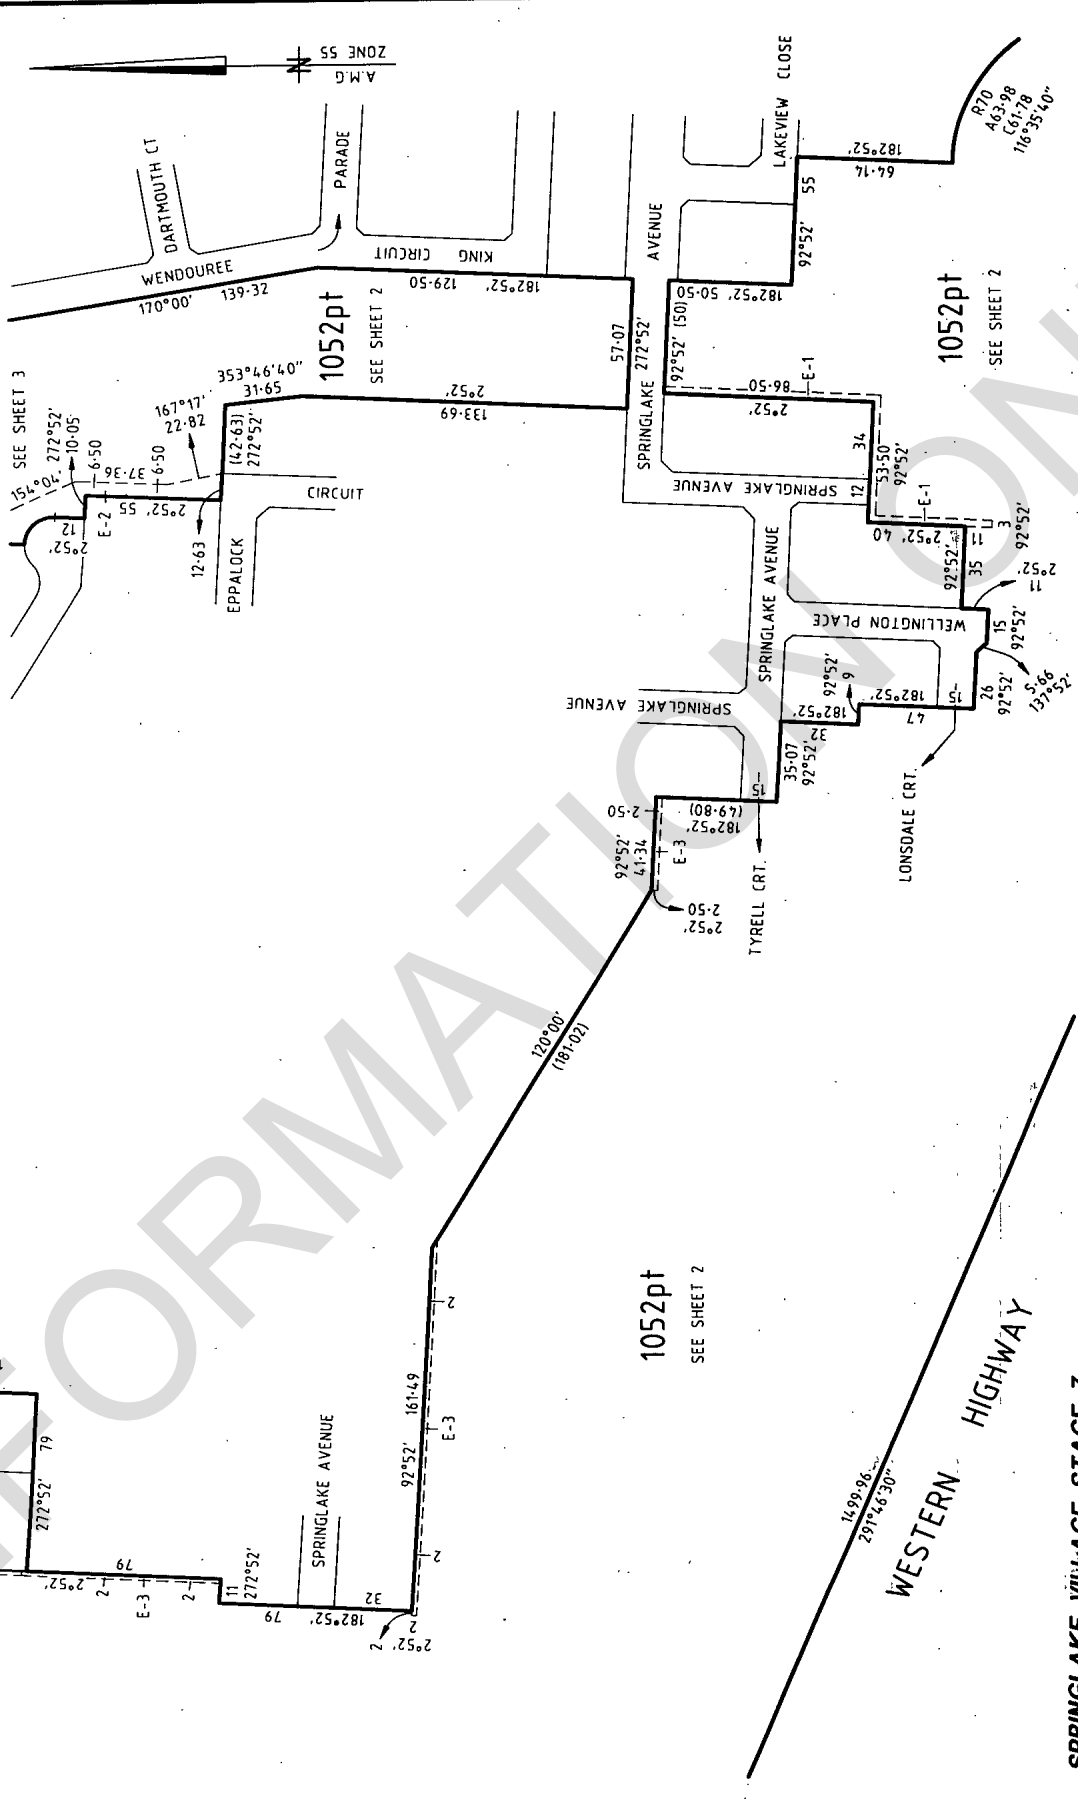 A.M.G
ZONE 55
LAKEVIEW CLOSE
R70
A63·98
C61·78
116°35'40"
DARTMOUTH CT
PARADE
WENDOUREE
170°00'
139·32
KING CIRCUIT
182°52'
129·50
AVENUE
182°52'
64·14
55
92°52'
182°52'
50·50
SEE SHEET 3
1052pt
SEE SHEET 2
353°46'40"
31·65
57·07
272°52'
92°52' (50)
SPRINGLAKE
1052pt
SEE SHEET 2
154°04'
272°52'
10·05
6·50
37·36
6·50
167°17'
22·82
(42·63)
272°52'
2°52'
133·69
2°52'
86·50
E-1
12
2°52'
E-2
2°52'
55
12·63
CIRCUIT
EPPALOCK
SPRINGLAKE AVENUE
34
12
53·50
92°52'
E-1
2°52'
40
11
3
92°52'
92°52'
35
11
2°52'
SPRINGLAKE AVENUE
WELLINGTON PLACE
15
92°52'
5·66
137°52'
SPRINGLAKE AVENUE
92°52'
9
182°52'
32
182°52'
47
15
26
92°52'
35·07
92°52'
LONSDALE CRT.
2·50
182°52'
(49·80)
15
TYRELL CRT.
92°52'
41·34
E-3
2·50
2°52'
120°00'
(181·02)
1052pt
SEE SHEET 2
2
161·49
92°52'
E-3
2
79
272°52'
2°52'
79
2
E-3
2
11
272°52'
SPRINGLAKE AVENUE
79
182°52'
32
2
2°52'
2
1499·96
291°46'30"
WESTERN HIGHWAY
SPRINGLAKE VILLAGE STAGE 7
FORMATION ON